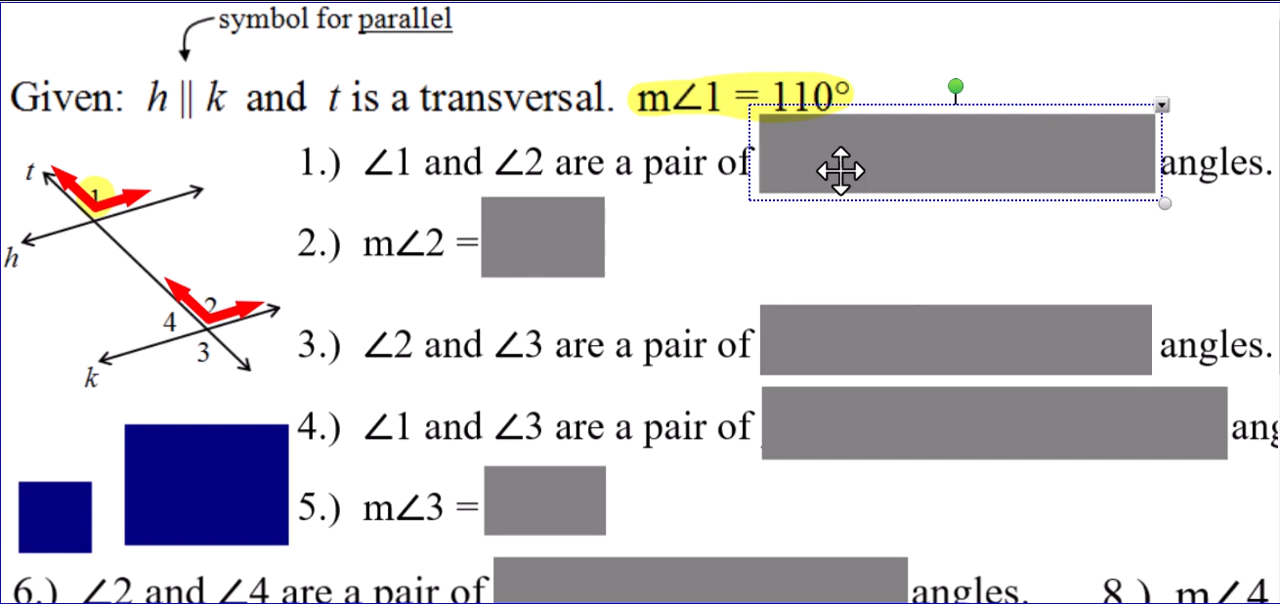 symbol for parallel
Given: h || k and t is a transversal. m∠1 = 110°
1.) ∠1 and ∠2 are a pair of angles.
t
1
h
2.) m∠2 =
2
4
3
k
3.) ∠2 and ∠3 are a pair of angles.
4.) ∠1 and ∠3 are a pair of
5.) m∠3 =
6.) ∠2 and ∠4 are a pair of angles. 8.) m∠4